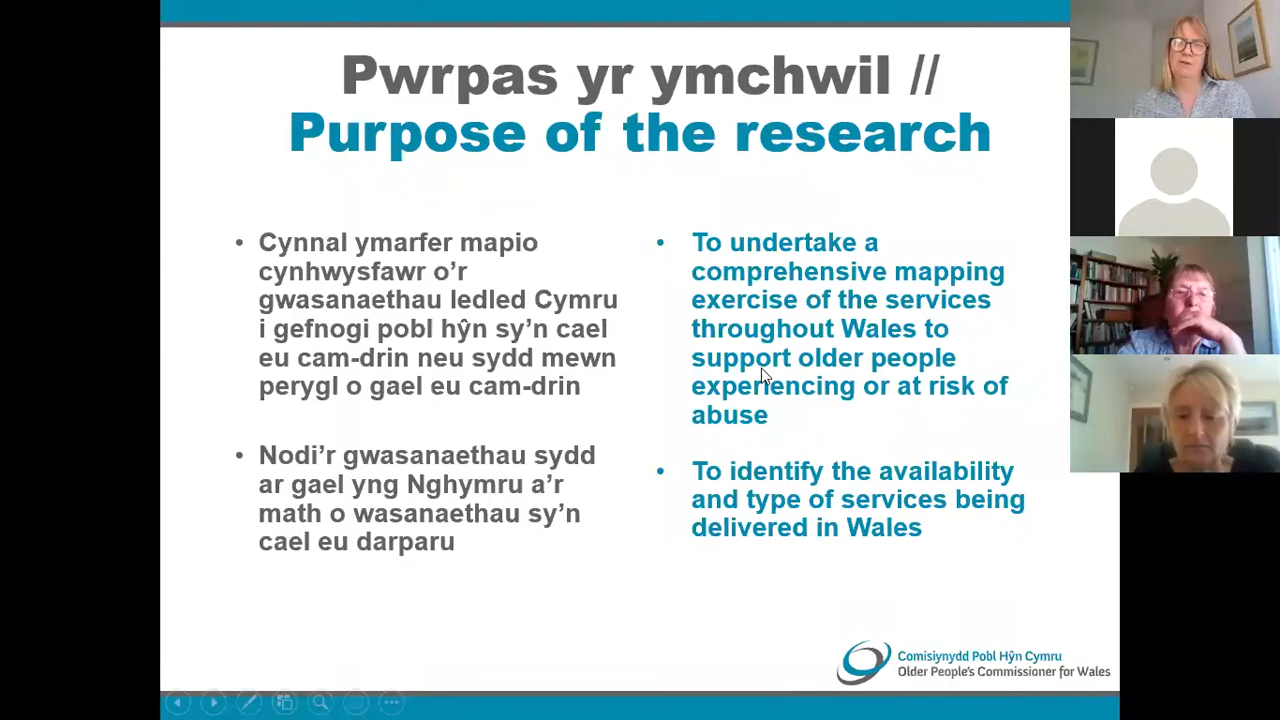 Pwrpas yr ymchwil //
Purpose of the research
• Cynnal ymarfer mapio
cynhwysfawr o’r
gwasanaethau ledled Cymru
i gefnogi pobl hŷn sy’n cael
eu cam-drin neu sydd mewn
perygl o gael eu cam-drin
• Nodi’r gwasanaethau sydd
ar gael yng Nghymru a’r
math o wasanaethau sy’n
cael eu darparu
• To undertake a
comprehensive mapping
exercise of the services
throughout Wales to
support older people
experiencing or at risk of
abuse
• To identify the availability
and type of services being
delivered in Wales
Comisiynydd Pobl Hŷn Cymru
Older People's Commissioner for Wales